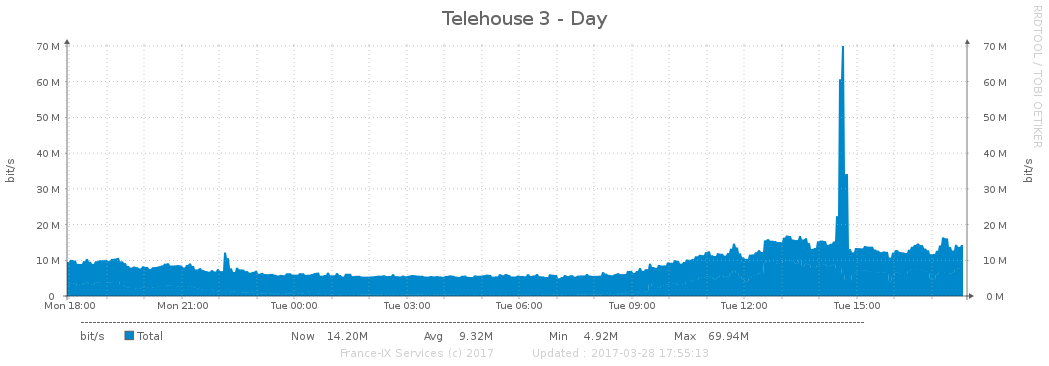 Telehouse 3 - Day
RRDTOOL / TOBI OETIKER
bit/s
bit/s
70 M 70 M
60 M 60 M
50 M 50 M
40 M 40 M
30 M 30 M
20 M 20 M
10 M 10 M
0 0 M
Mon 18:00 Mon 21:00 Tue 00:00 Tue 03:00 Tue 06:00 Tue 09:00 Tue 12:00 Tue 15:00
bit/s Total Now 14.20M Avg 9.32M Min 4.92M Max 69.94M
France-IX Services (c) 2017 Updated : 2017-03-28 17:55:13